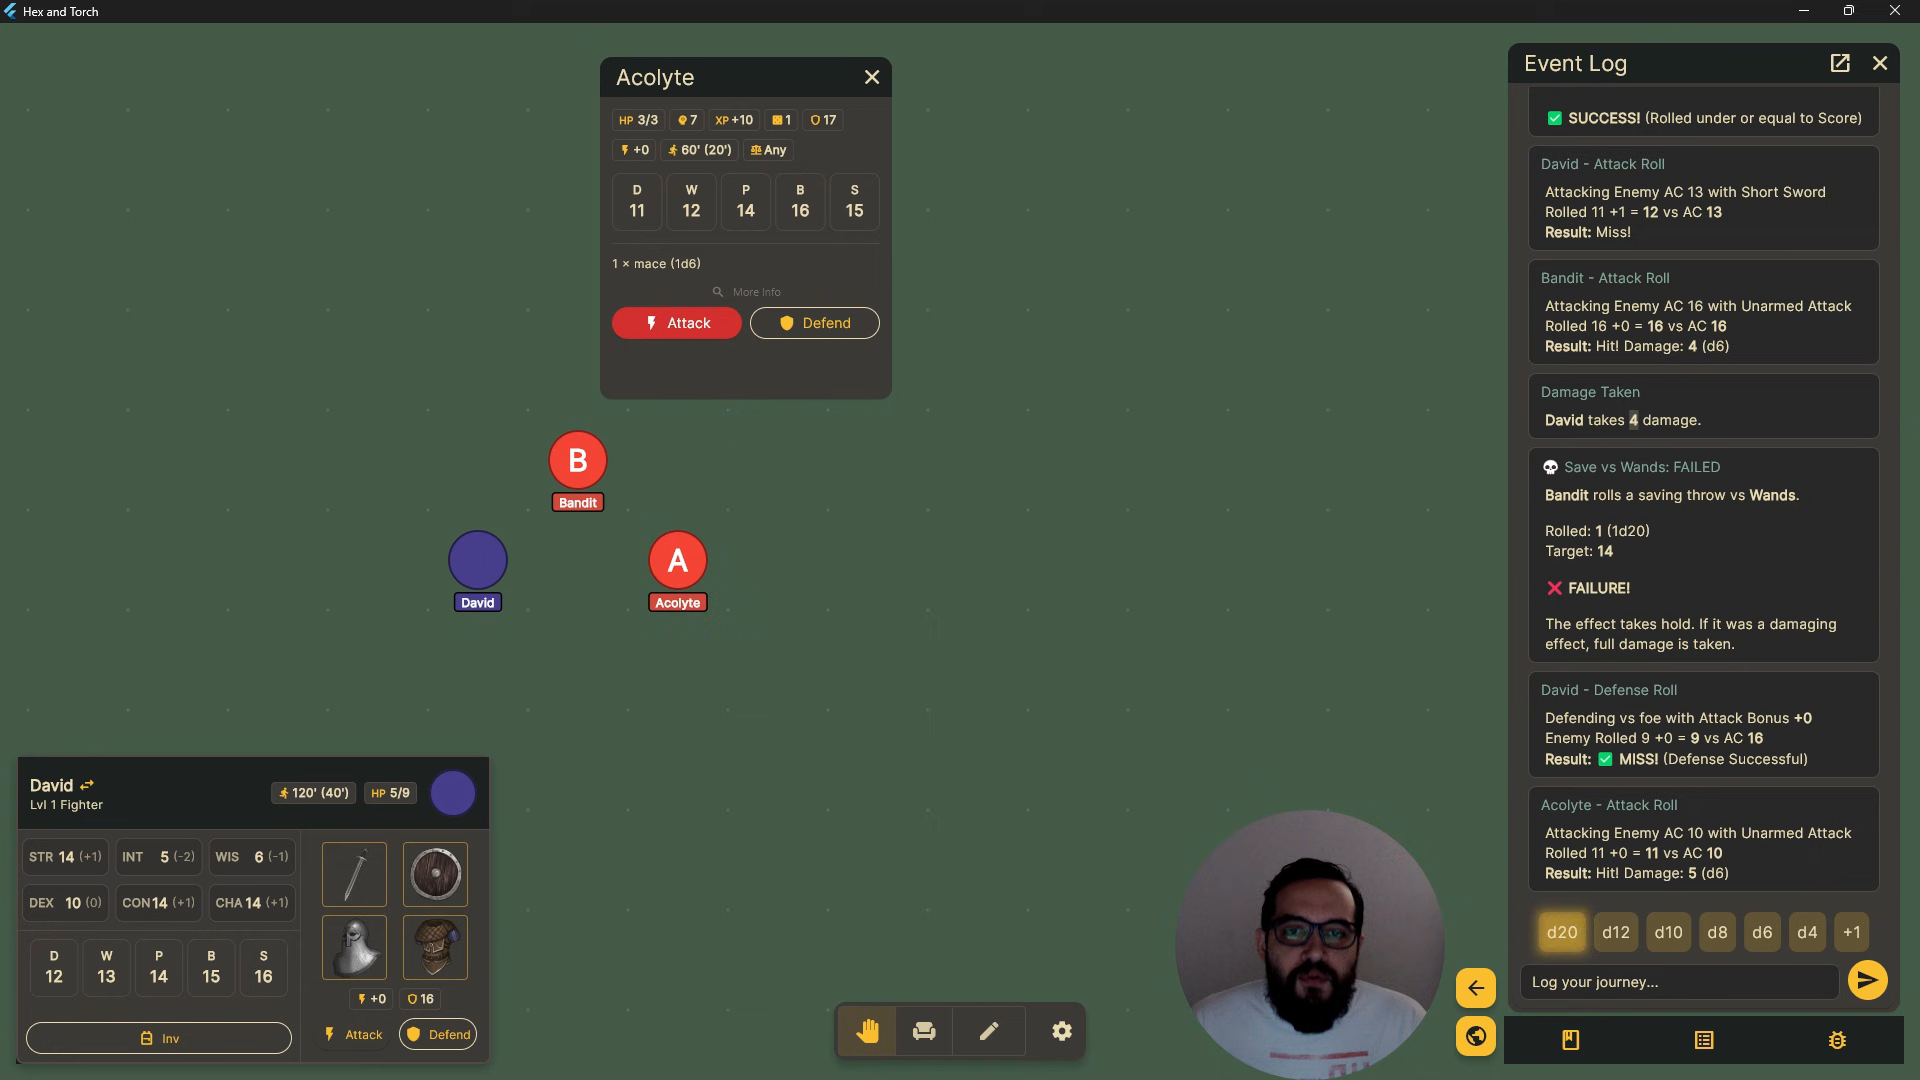 Hex and Torch
Acolyte
HP 3/3
7
XP +10
1
17
+0
60' (20')
Any
D
11
W
12
P
14
B
16
S
15
1 × mace (1d6)
More Info
Attack
Defend
B
Bandit
David
A
Acolyte
David
Lvl 1 Fighter
120' (40')
HP 5/9
STR 14 (+1)
INT 5 (-2)
WIS 6 (-1)
DEX 10 (0)
CON 14 (+1)
CHA 14 (+1)
D
12
W
13
P
14
B
15
S
16
+0
16
Inv
Attack
Defend
Event Log
SUCCESS! (Rolled under or equal to Score)
David - Attack Roll
Attacking Enemy AC 13 with Short Sword
Rolled 11 +1 = 12 vs AC 13
Result: Miss!
Bandit - Attack Roll
Attacking Enemy AC 16 with Unarmed Attack
Rolled 16 +0 = 16 vs AC 16
Result: Hit! Damage: 4 (d6)
Damage Taken
David takes 4 damage.
Save vs Wands: FAILED
Bandit rolls a saving throw vs Wands.
Rolled: 1 (1d20)
Target: 14
FAILURE!
The effect takes hold. If it was a damaging
effect, full damage is taken.
David - Defense Roll
Defending vs foe with Attack Bonus +0
Enemy Rolled 9 +0 = 9 vs AC 16
Result: MISS! (Defense Successful)
Acolyte - Attack Roll
Attacking Enemy AC 10 with Unarmed Attack
Rolled 11 +0 = 11 vs AC 10
Result: Hit! Damage: 5 (d6)
d20
d12
d10
d8
d6
d4
+1
Log your journey...